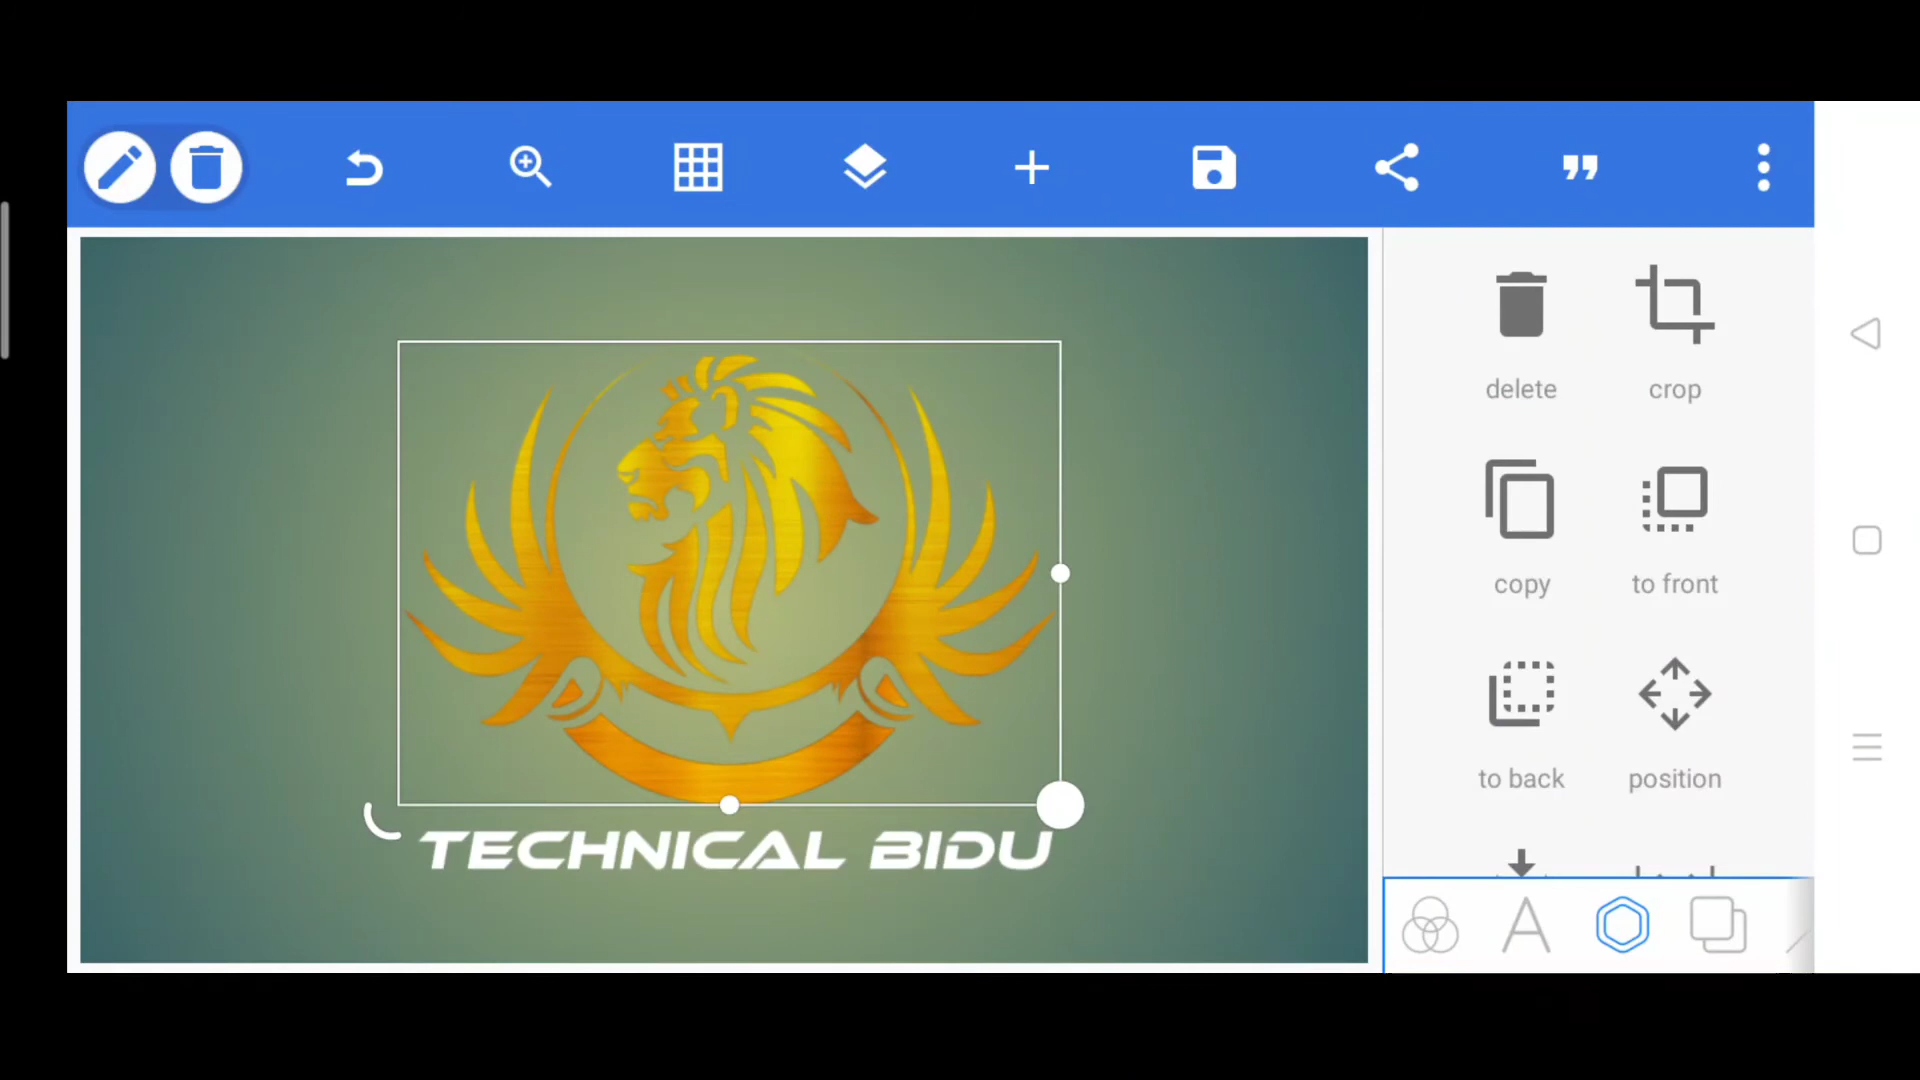 delete
crop
copy
to front
to back
position
TECHNICAL BIDU